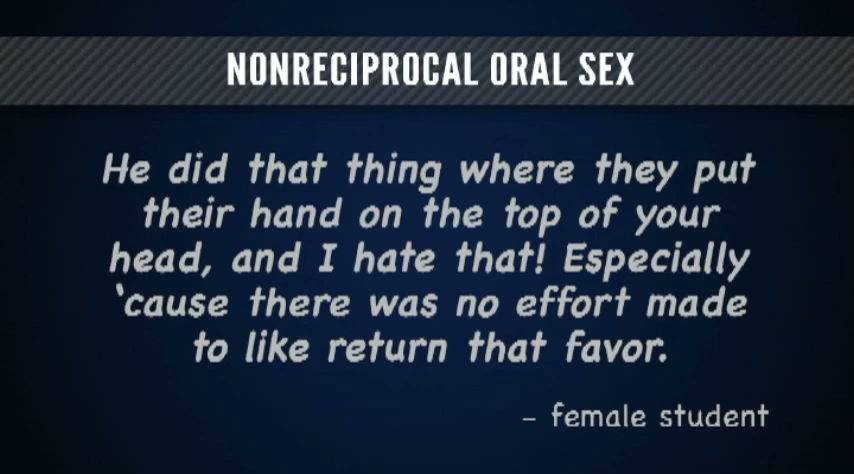 NONRECIPROCAL ORAL SEX
He did that thing where they put
their hand on the top of your
head, and I hate that! Especially
‘cause there was no effort made
to like return that favor.
– female student